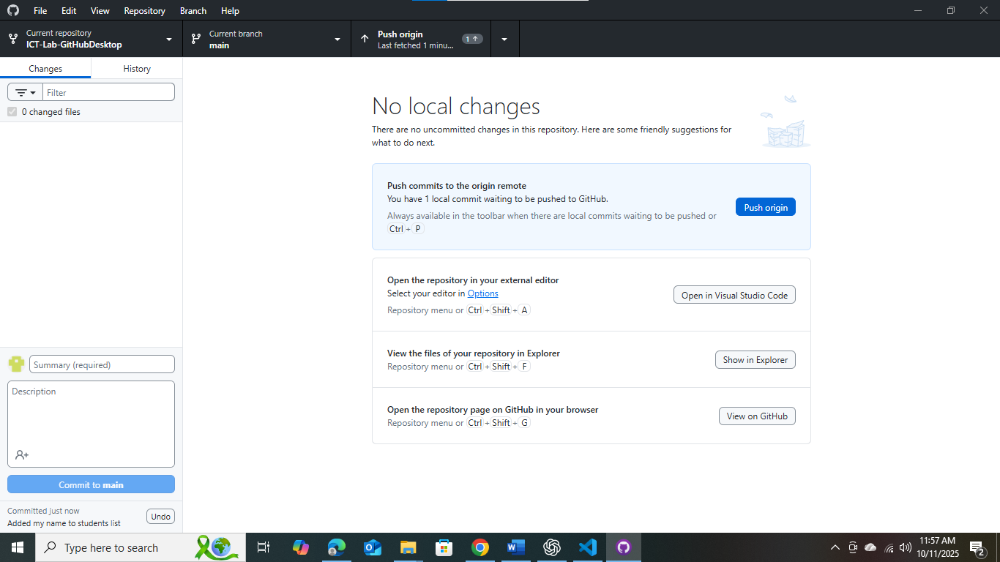 File Edit View Repository Branch Help
Current repository
ICT-Lab-GitHubDesktop
Current branch
main
Push origin
Last fetched 1 minu...
1
Changes History
Filter
0 changed files
No local changes
There are no uncommitted changes in this repository. Here are some friendly suggestions for
what to do next.
Push commits to the origin remote
You have 1 local commit waiting to be pushed to GitHub.
Always available in the toolbar when there are local commits waiting to be pushed or
Ctrl + P
Push origin
Open the repository in your external editor
Select your editor in Options
Repository menu or Ctrl + Shift + A
Open in Visual Studio Code
View the files of your repository in Explorer
Repository menu or Ctrl + Shift + F
Show in Explorer
Open the repository page on GitHub in your browser
Repository menu or Ctrl + Shift + G
View on GitHub
Summary (required)
Description
Commit to main
Committed just now
Added my name to students list
Undo
Type here to search
11:57 AM
10/11/2025
2